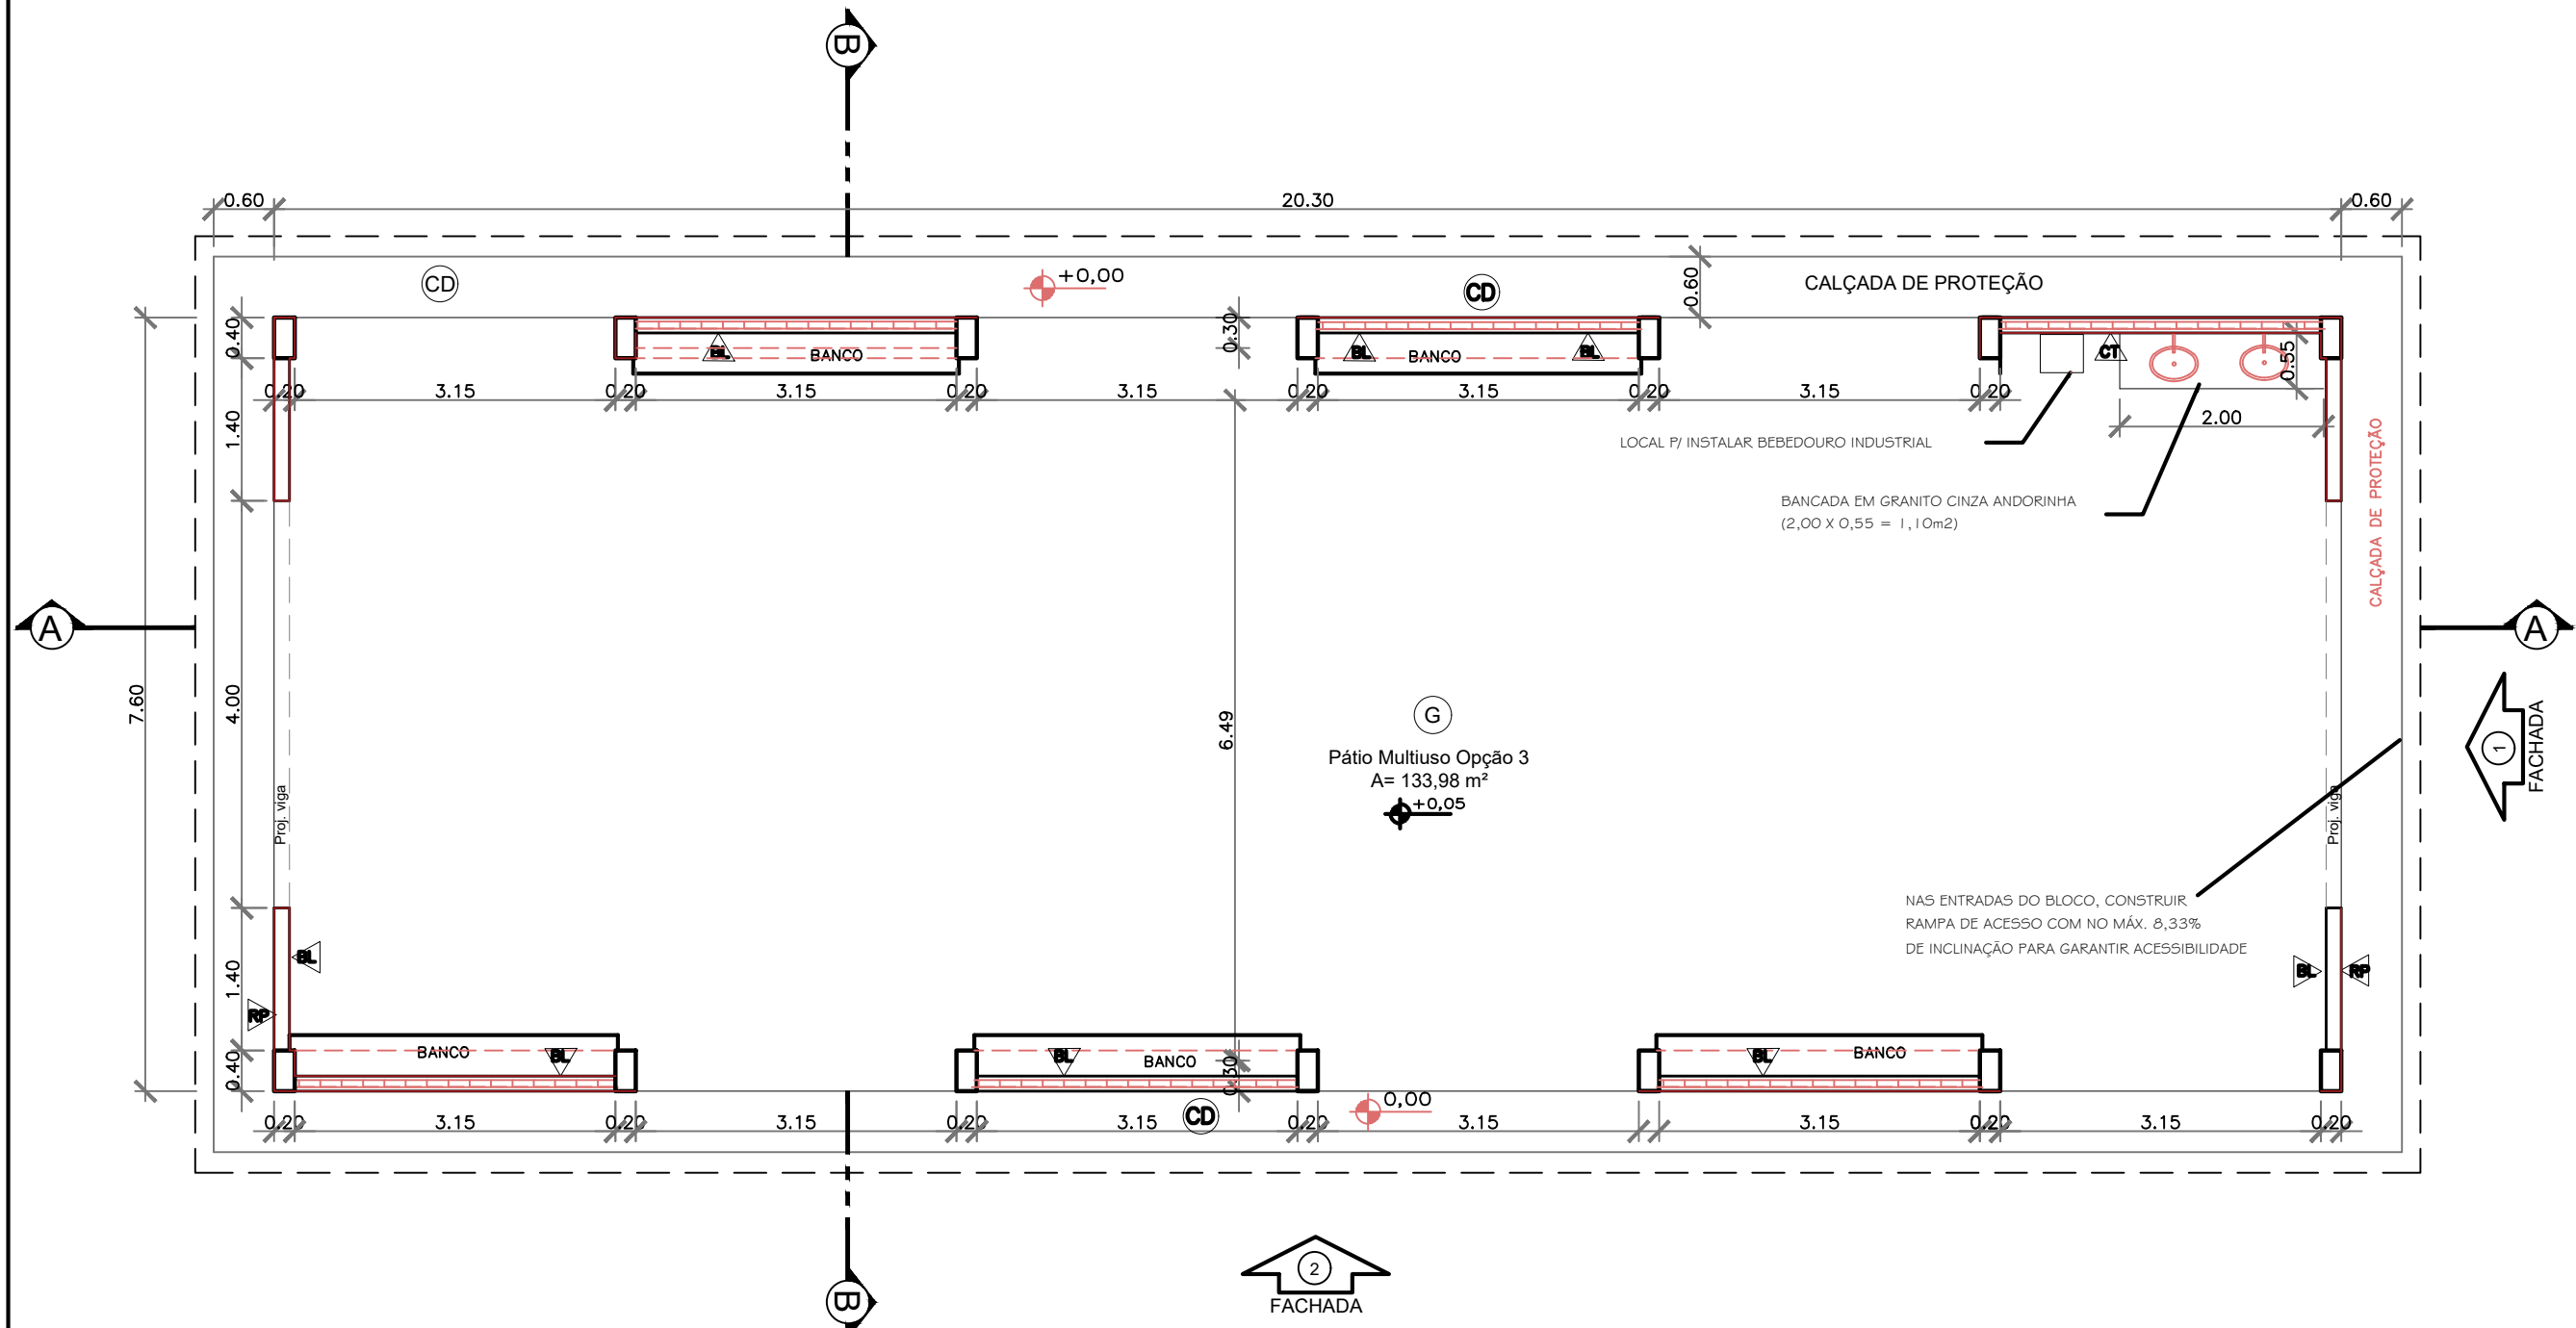 B
0.60
20.30
0.60
CD
+0,00
CD
0.60
CALÇADA DE PROTEÇÃO
0.40
BL
BANCO
0.30
BL
BANCO
BL
CT
0.55
0.20
3.15
0.20
3.15
0.20
3.15
0.20
3.15
0.20
3.15
0.20
2.00
1.40
LOCAL P/ INSTALAR BEBEDOURO INDUSTRIAL
BANCADA EM GRANITO CINZA ANDORINHA
(2,00 X 0,55 = 1,10m2)
CALÇADA DE PROTEÇÃO
A
A
7.60
4.00
6.49
G
Pátio Multiuso Opção 3
A= 133,98 m²
+0,05
1
FACHADA
Proj. viga
Proj. viga
NAS ENTRADAS DO BLOCO, CONSTRUIR
RAMPA DE ACESSO COM NO MÁX. 8,33%
DE INCLINAÇÃO PARA GARANTIR ACESSIBILIDADE
BL
1.40
RP
BL
RP
0.40
BANCO
BL
BL
BANCO
0.30
BL
BANCO
0.20
3.15
0.20
3.15
0.20
3.15
CD
0.20
0,00
3.15
3.15
0.20
3.15
0.20
2
FACHADA
B